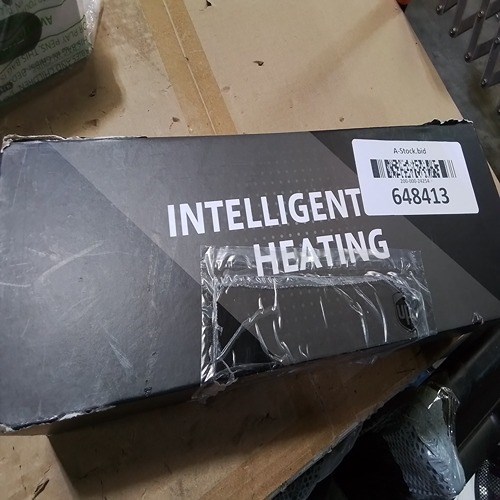 A-Stock.bid
648413
INTELLIGENT
HEATING